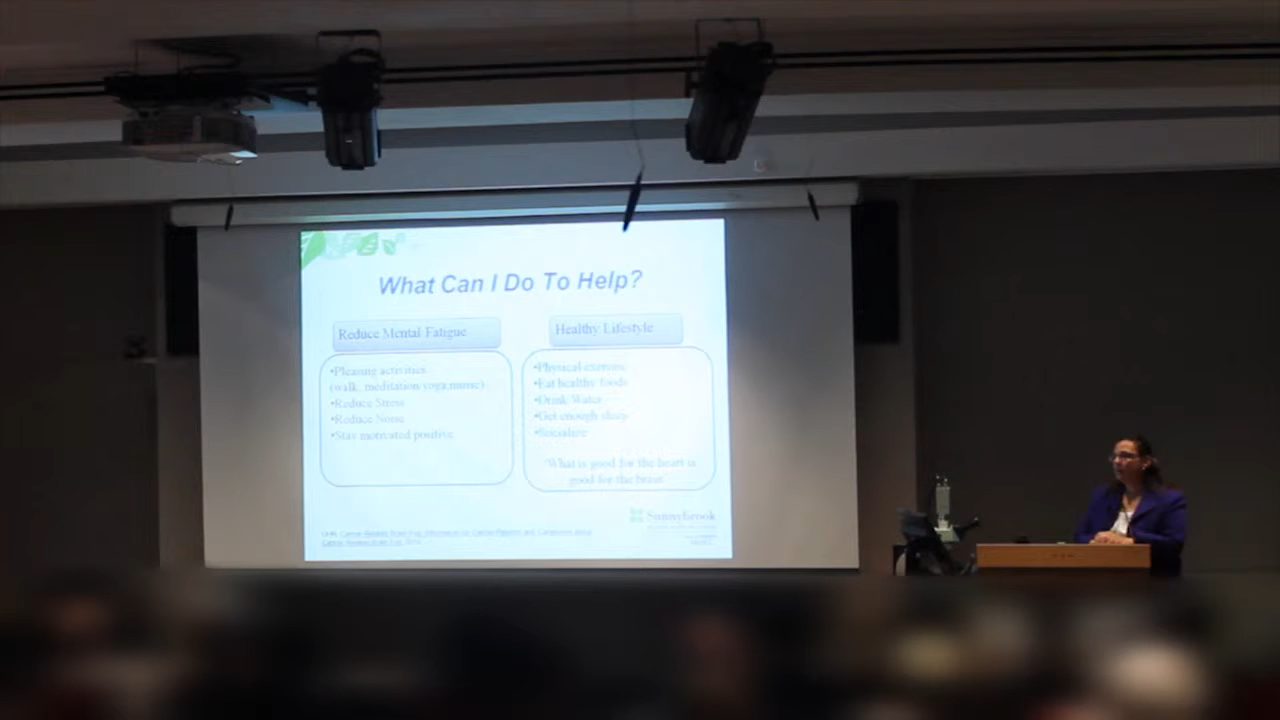 What Can I Do To Help?
Reduce Mental Fatigue
•Pleasing activities
(walk, meditation yoga music)
•Reduce Stress
•Reduce Noise
•Stay motivated positive
Healthy Lifestyle
•Physical exercise
•Eat healthy foods
•Drink Water
•Get enough sleep
•Socialize
"What is good for the heart is
good for the brain"
Sunnybrook